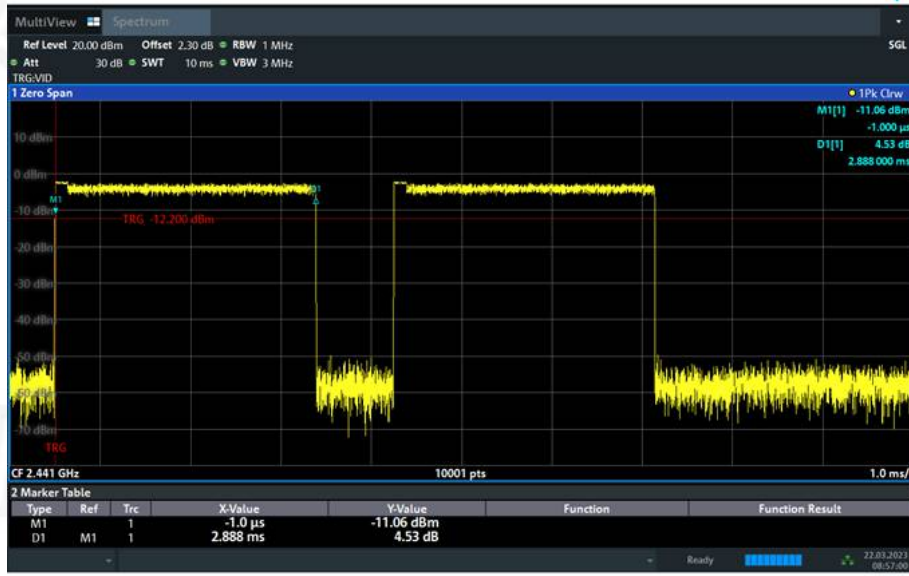 MultiView Spectrum
Ref Level 20.00 dBm Offset 2.30 dB RBW 1 MHz SGL
Att 30 dB SWT 10 ms VBW 3 MHz
TRG:VID
1 Zero Span 1Pk Clrw
M1[1] -11.06 dBm
-1.000 µs
D1[1] 4.53 dB
2.888 000 ms
10 dBm
0 dBm
M1
D1
-10 dBm
TRG -12.200 dBm
-20 dBm
-30 dBm
-40 dBm
-50 dBm
-60 dBm
-70 dBm
TRG
CF 2.441 GHz 10001 pts 1.0 ms/
2 Marker Table
Type Ref Trc X-Value Y-Value Function Function Result
M1 1 -1.0 µs -11.06 dBm
D1 M1 1 2.888 ms 4.53 dB
Ready 22.03.2023
08:57:00